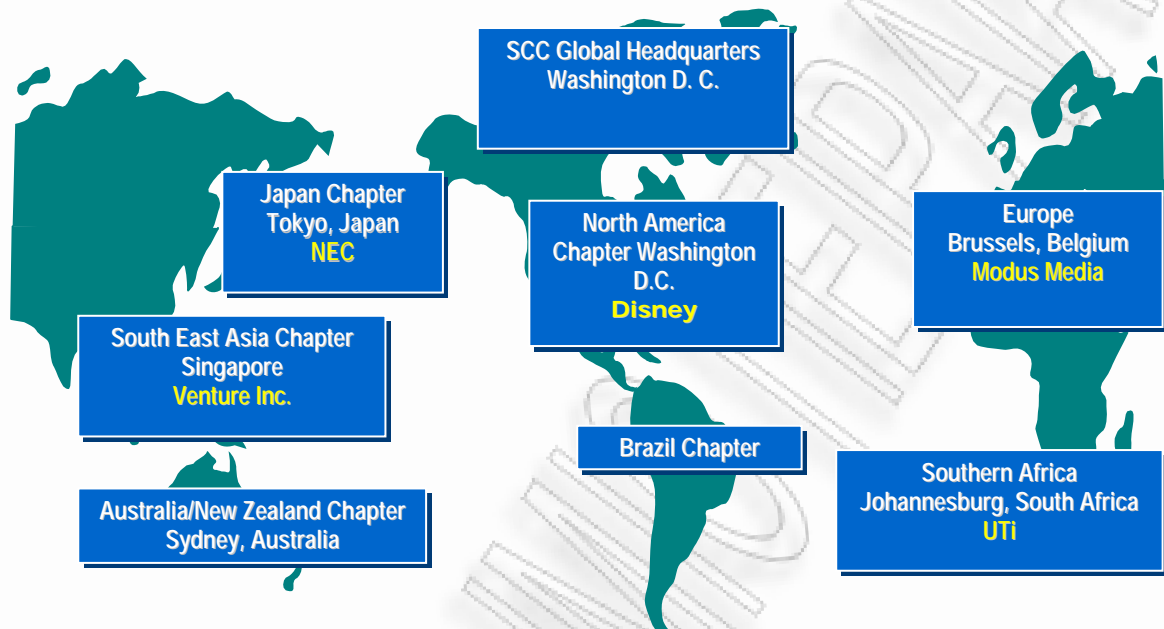 SCC Global Headquarters
Washington D. C.
Japan Chapter
Tokyo, Japan
NEC
North America
Chapter Washington
D.C.
Disney
Europe
Brussels, Belgium
Modus Media
South East Asia Chapter
Singapore
Venture Inc.
Brazil Chapter
Southern Africa
Johannesburg, South Africa
UTi
Australia/New Zealand Chapter
Sydney, Australia